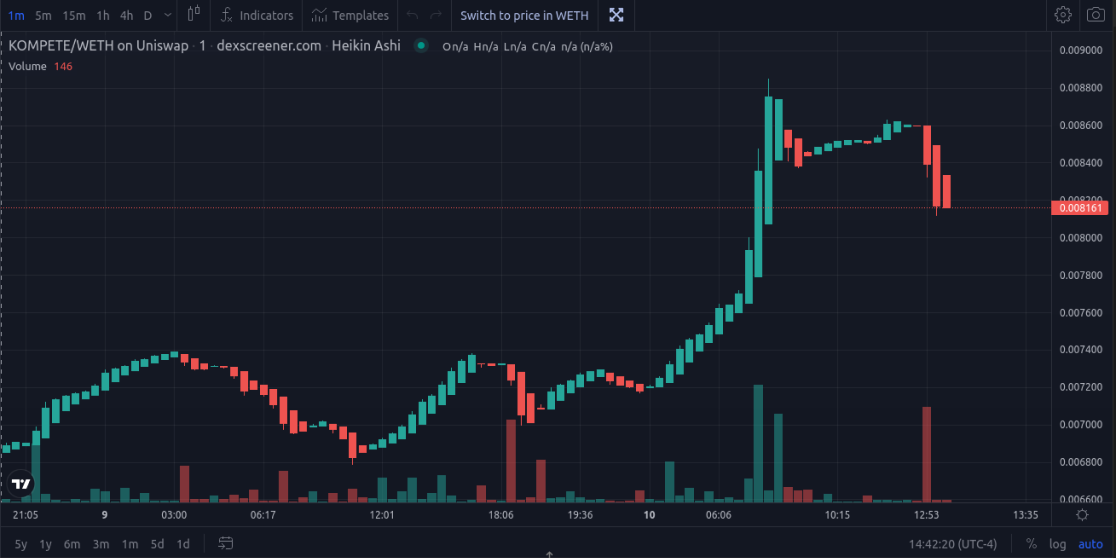 1m 5m 15m 1h 4h D Indicators Templates Switch to price in WETH
KOMPETE/WETH on Uniswap · 1 · dexscreener.com · Heikin Ashi O n/a H n/a L n/a C n/a n/a (n/a%)
Volume 146
0.009000
0.008800
0.008600
0.008400
0.008200
0.008161
0.008000
0.007800
0.007600
0.007400
0.007200
0.007000
0.006800
0.006600
21:05 9 03:00 06:17 12:01 18:06 19:36 10 06:06 10:15 12:53 13:35
5y 1y 6m 3m 1m 5d 1d 14:42:20 (UTC-4) % log auto